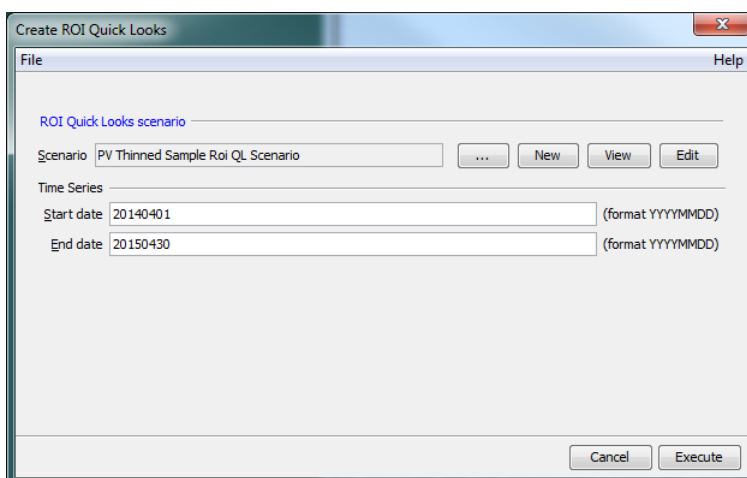 Create ROI Quick Looks
File Help
ROI Quick Looks scenario
Scenario PV Thinned Sample Roi QL Scenario ... New View Edit
Time Series
Start date 20140401 (format YYYYMMDD)
End date 20150430 (format YYYYMMDD)
Cancel Execute